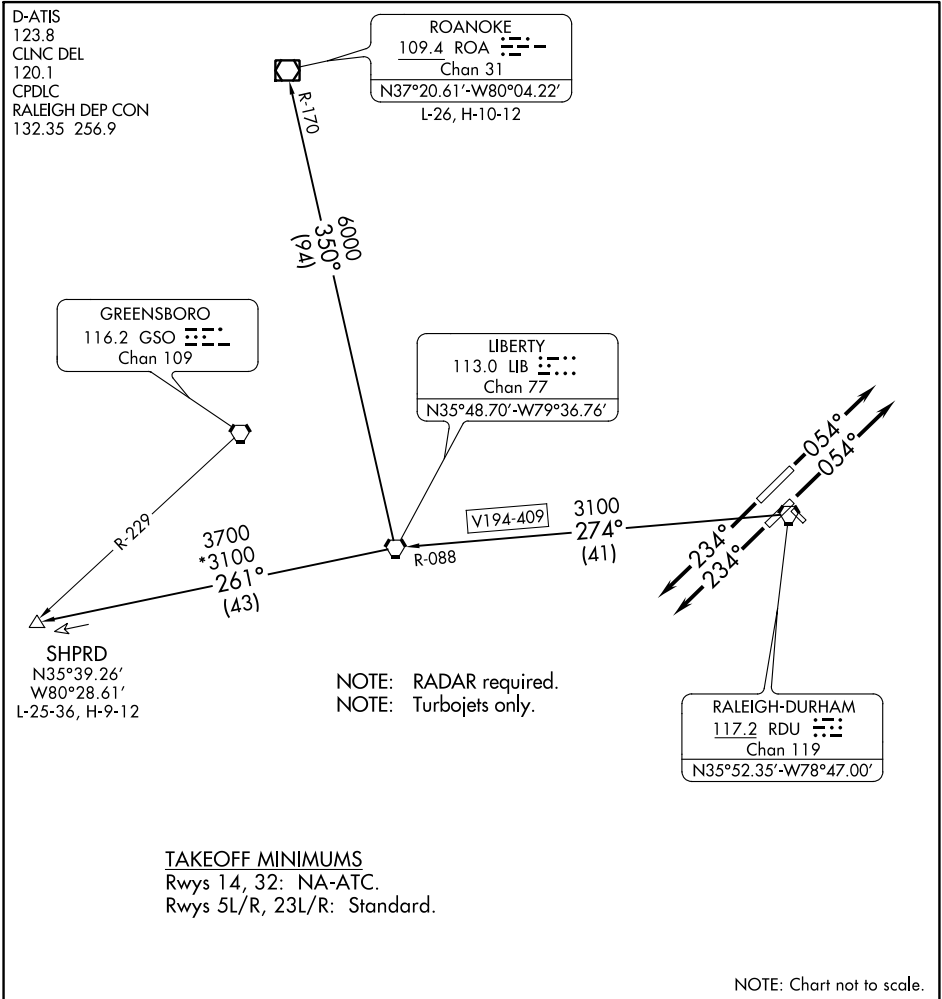 D-ATIS
123.8
CLNC DEL
120.1
CPDLC
RALEIGH DEP CON
132.35 256.9
ROANOKE
109.4 ROA
Chan 31
N37°20.61′-W80°04.22′
L-26, H-10-12
R-170
6000
350°
(94)
GREENSBORO
116.2 GSO
Chan 109
LIBERTY
113.0 LIB
Chan 77
N35°48.70′-W79°36.76′
054°
054°
R-229
3700
*3100
261°
(43)
R-088
V194-409
3100
274°
(41)
234°
234°
SHPRD
N35°39.26′
W80°28.61′
L-25-36, H-9-12
NOTE: RADAR required.
NOTE: Turbojets only.
RALEIGH-DURHAM
117.2 RDU
Chan 119
N35°52.35′-W78°47.00′
TAKEOFF MINIMUMS
Rwys 14, 32: NA-ATC.
Rwys 5L/R, 23L/R: Standard.
NOTE: Chart not to scale.